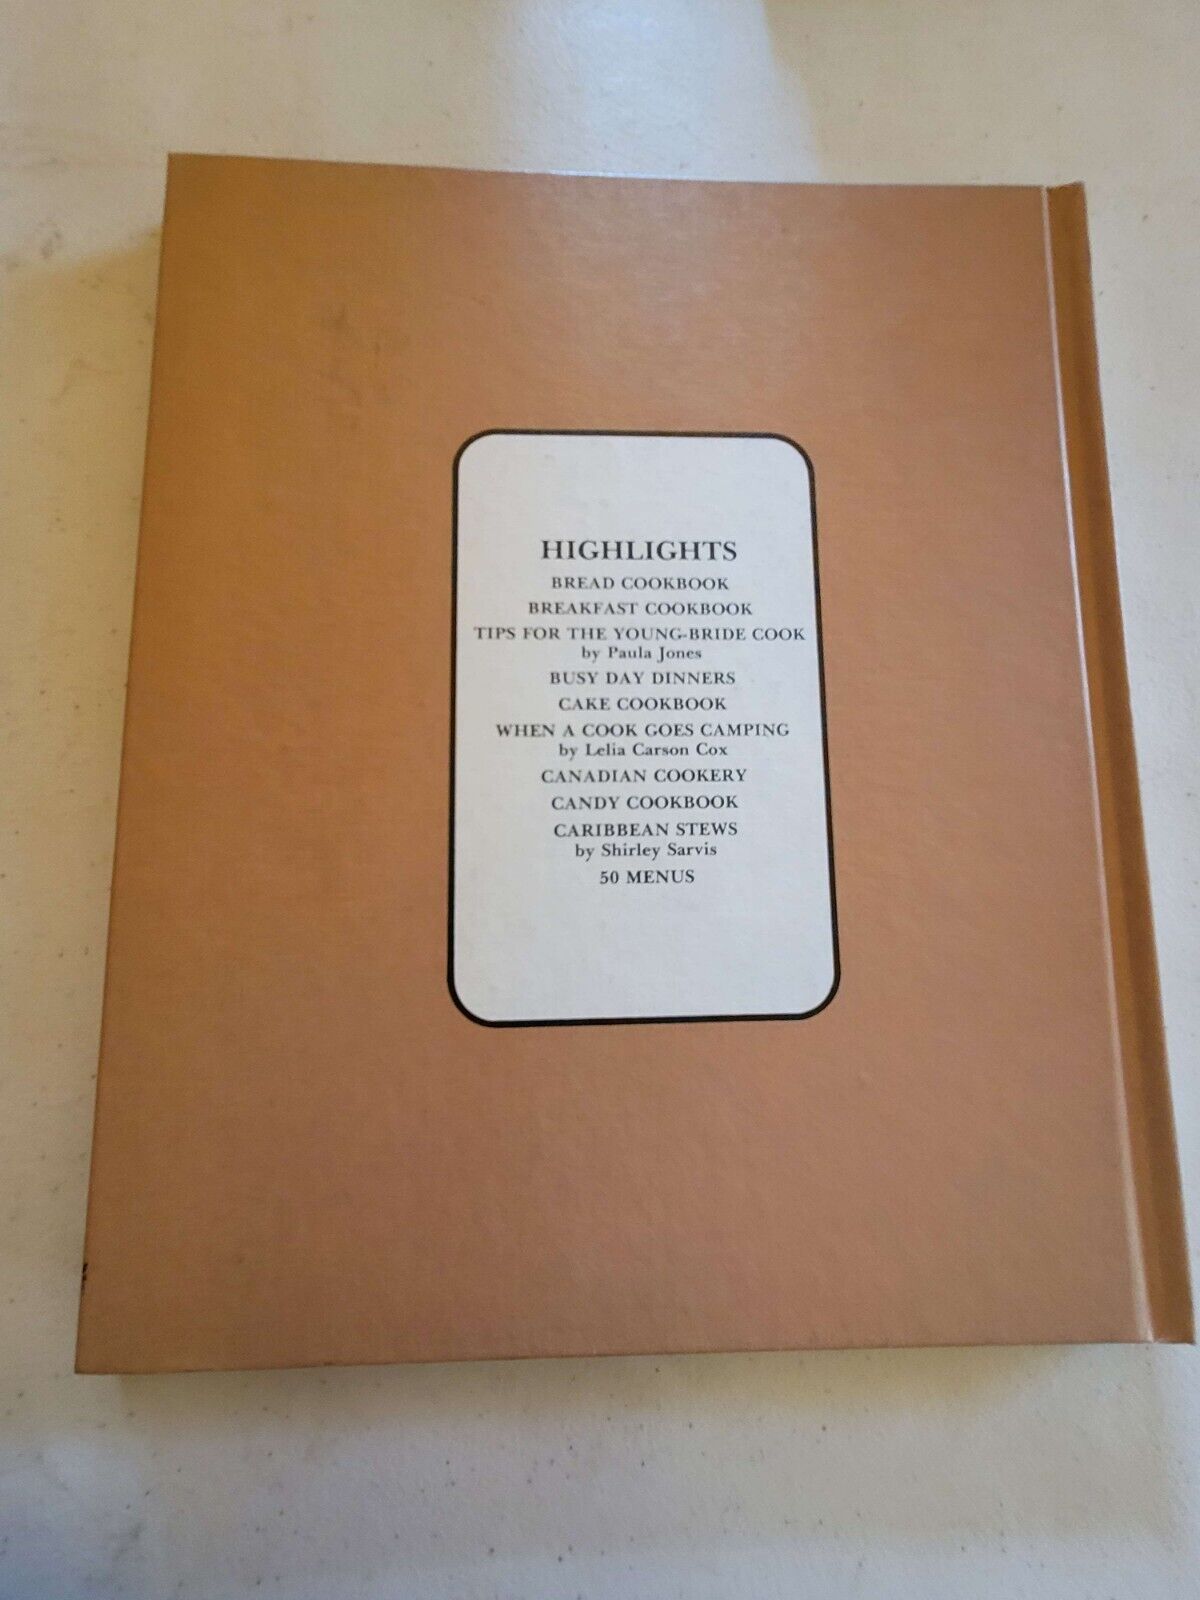 HIGHLIGHTS
BREAD COOKBOOK
BREAKFAST COOKBOOK
TIPS FOR THE YOUNG-BRIDE COOK
by Paula Jones
BUSY DAY DINNERS
CAKE COOKBOOK
WHEN A COOK GOES CAMPING
by Lelia Carson Cox
CANADIAN COOKERY
CANDY COOKBOOK
CARIBBEAN STEWS
by Shirley Sarvis
50 MENUS